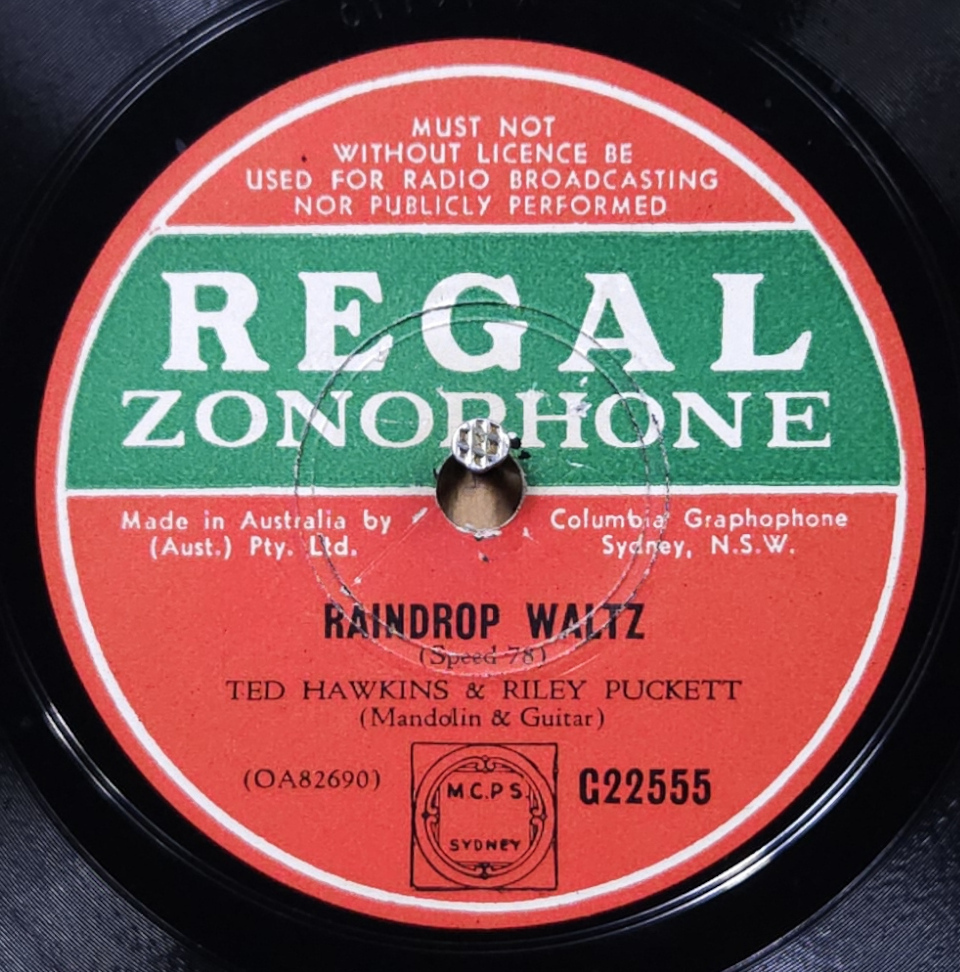 MUST NOT
WITHOUT LICENCE BE
USED FOR RADIO BROADCASTING
NOR PUBLICLY PERFORMED
REGAL
ZONOPHONE
Made in Australia by Columbia Graphophone
(Aust.) Pty. Ltd. Sydney, N.S.W.
RAINDROP WALTZ
(Speed 78)
TED HAWKINS & RILEY PUCKETT
(Mandolin & Guitar)
(OA82690) G22555
M.C.P.S.
SYDNEY